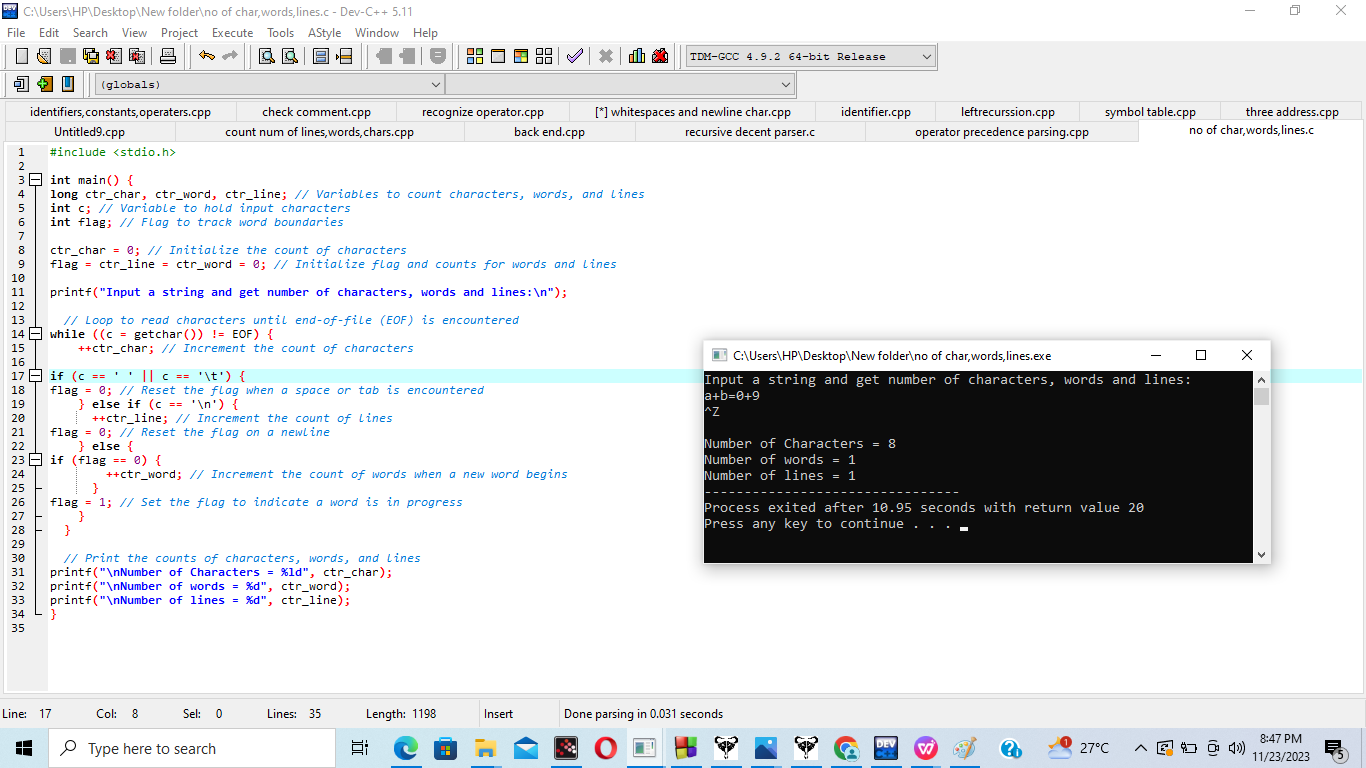 C:\Users\HP\Desktop\New folder\no of char,words,lines.c - Dev-C++ 5.11
File Edit Search View Project Execute Tools AStyle Window Help
TDM-GCC 4.9.2 64-bit Release
(globals)
identifiers,constants,operaters.cpp check comment.cpp recognize operator.cpp [*] whitespaces and newline char.cpp identifier.cpp leftrecurssion.cpp symbol table.cpp three address.cpp
Untitled9.cpp count num of lines,words,chars.cpp back end.cpp recursive decent parser.c operator precedence parsing.cpp no of char,words,lines.c
1 #include <stdio.h>
2
3 int main() {
4 long ctr_char, ctr_word, ctr_line; // Variables to count characters, words, and lines
5 int c; // Variable to hold input characters
6 int flag; // Flag to track word boundaries
7
8 ctr_char = 0; // Initialize the count of characters
9 flag = ctr_line = ctr_word = 0; // Initialize flag and counts for words and lines
10
11 printf("Input a string and get number of characters, words and lines:\n");
12
13 // Loop to read characters until end-of-file (EOF) is encountered
14 while ((c = getchar()) != EOF) {
15 ++ctr_char; // Increment the count of characters
16
17 if (c == ' ' || c == '\t') {
18 flag = 0; // Reset the flag when a space or tab is encountered
19 } else if (c == '\n') {
20 ++ctr_line; // Increment the count of lines
21 flag = 0; // Reset the flag on a newline
22 } else {
23 if (flag == 0) {
24 ++ctr_word; // Increment the count of words when a new word begins
25 }
26 flag = 1; // Set the flag to indicate a word is in progress
27 }
28 }
29
30 // Print the counts of characters, words, and lines
31 printf("\nNumber of Characters = %ld", ctr_char);
32 printf("\nNumber of words = %d", ctr_word);
33 printf("\nNumber of lines = %d", ctr_line);
34 }
35
C:\Users\HP\Desktop\New folder\no of char,words,lines.exe
Input a string and get number of characters, words and lines:
a+b=0+9
^Z
Number of Characters = 8
Number of words = 1
Number of lines = 1
--------------------------------
Process exited after 10.95 seconds with return value 20
Press any key to continue . . .
Line: 17 Col: 8 Sel: 0 Lines: 35 Length: 1198 Insert Done parsing in 0.031 seconds
Type here to search
DEV
1
27°C
8:47 PM
11/23/2023
5